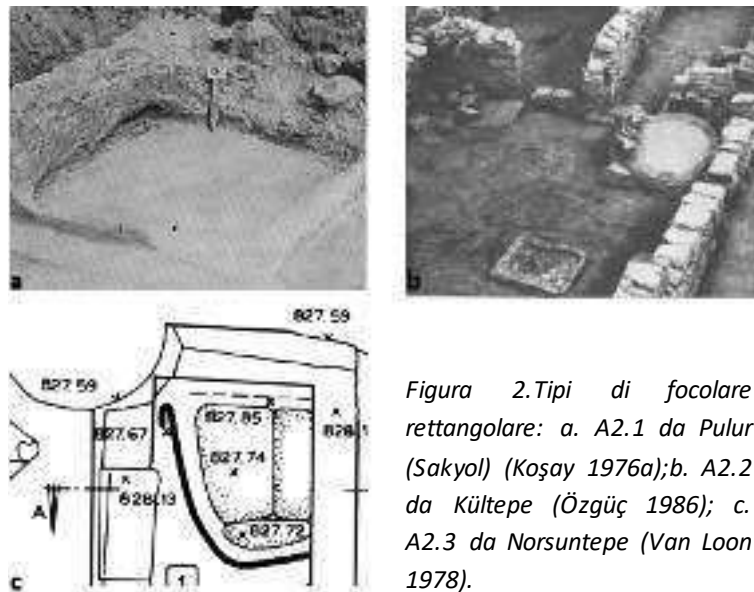 a
b
827.59
827.59
827.67
827.85
827.74
828.13
A
827.72
1
c
Figura 2.Tipi di focolare
rettangolare: a. A2.1 da Pulur
(Sakyol) (Koşay 1976a);b. A2.2
da Kültepe (Özgüç 1986); c.
A2.3 da Norsuntepe (Van Loon
1978).